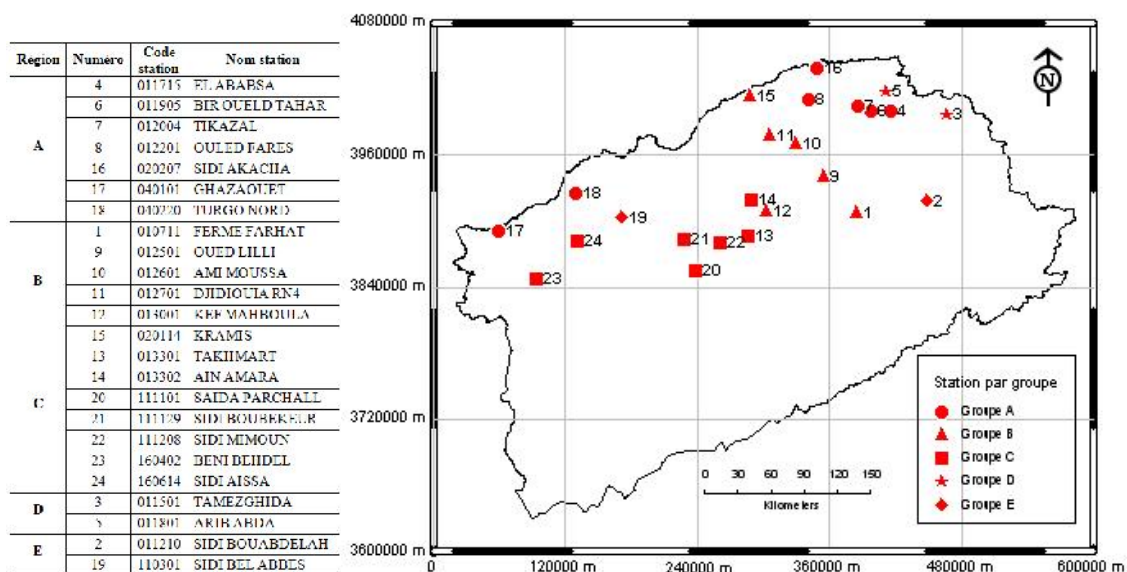 Région Numéro Code station Nom station
A
4 011715 EL ABABSA
6 011905 BIR OUELD TAHAR
7 012004 TIKAZAL
8 012201 OULED FARES
16 020207 SIDI AKACHA
17 040101 GHAZAOUET
18 040220 TURGO NORD
B
1 010711 FERME FARHAT
9 012501 OUED LILLI
10 012601 AMI MOUSSA
11 012701 DJIDIOUIA RN4
12 013001 KEF MAHBOULA
15 020114 KRAMIS
C
13 013301 TAKHMART
14 013302 AIN AMARA
20 111101 SAIDA PARCHALL
21 111129 SIDI BOUBEKEUR
22 111208 SIDI MIMOUN
23 160402 BENI BEHDEL
24 160614 SIDI AISSA
D
3 011501 TAMEZGHIDA
5 011801 ARIB ABDA
E
2 011210 SIDI BOUABDELAH
19 110301 SIDI BEL ABBES
4080000 m
3960000 m
3840000 m
3720000 m
3600000 m
0 120000 m 240000 m 360000 m 480000 m 600000 m
N
16
5
15
8
7
6
4
3
11
10
9
18
14
2
19
12
1
17
24
21
22
13
20
23
Station par groupe
Groupe A
Groupe B
Groupe C
Groupe D
Groupe E
0 30 60 90 120 150
Kilometers